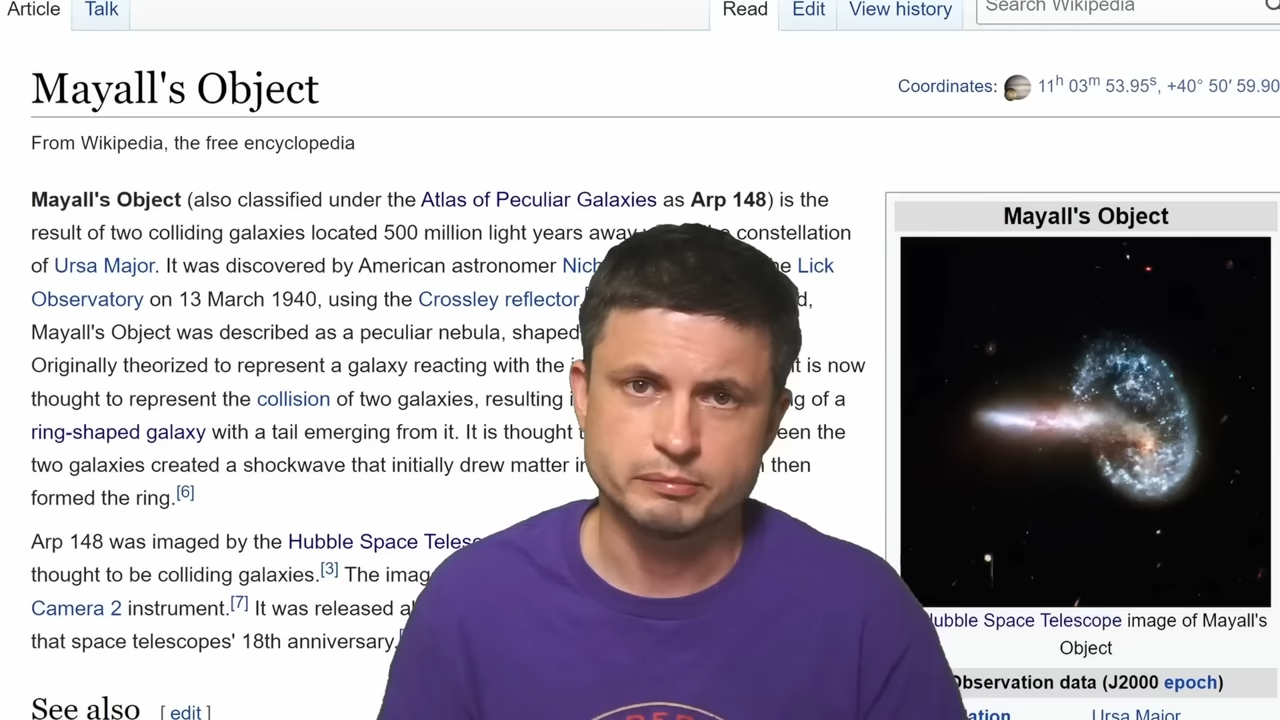 Article Talk Read Edit View history Search Wikipedia
Mayall's Object
Coordinates: 11h 03m 53.95s, +40° 50′ 59.90
From Wikipedia, the free encyclopedia
Mayall's Object (also classified under the Atlas of Peculiar Galaxies as Arp 148) is the
result of two colliding galaxies located 500 million light years away constellation
of Ursa Major. It was discovered by American astronomer Nich Lick
Observatory on 13 March 1940, using the Crossley reflector.
Mayall's Object was described as a peculiar nebula, shaped
Originally theorized to represent a galaxy reacting with the it is now
thought to represent the collision of two galaxies, resulting of a
ring-shaped galaxy with a tail emerging from it. It is thought the
two galaxies created a shockwave that initially drew matter then
formed the ring.[6]
Arp 148 was imaged by the Hubble Space Teles
thought to be colliding galaxies.[3] The imag
Camera 2 instrument.[7] It was released
that space telescopes' 18th anniversary.
See also [ edit ]
Mayall's Object
Hubble Space Telescope image of Mayall's
Object
Observation data (J2000 epoch)
Ursa Major